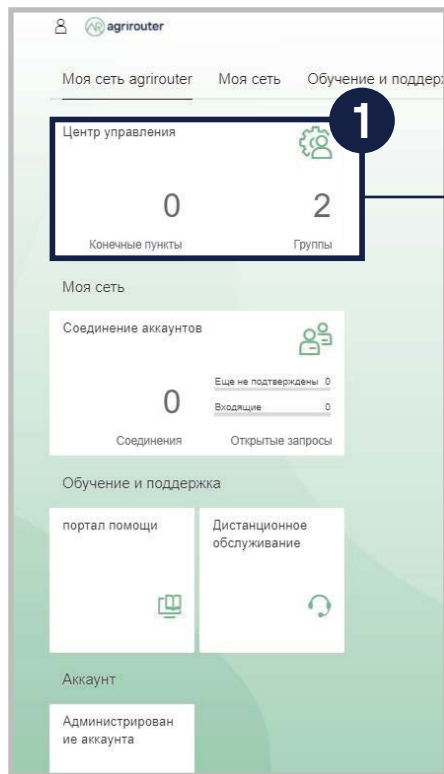 agrirouter
Моя сеть agrirouter Моя сеть Обучение и поддер
Центр управления
1
0 2
Конечные пункты Группы
Моя сеть
Соединение аккаунтов
Еще не подтверждены 0
0 Входящие 0
Соединения Открытые запросы
Обучение и поддержка
портал помощи
Дистанционное
обслуживание
Аккаунт
Администрирован
ие аккаунта